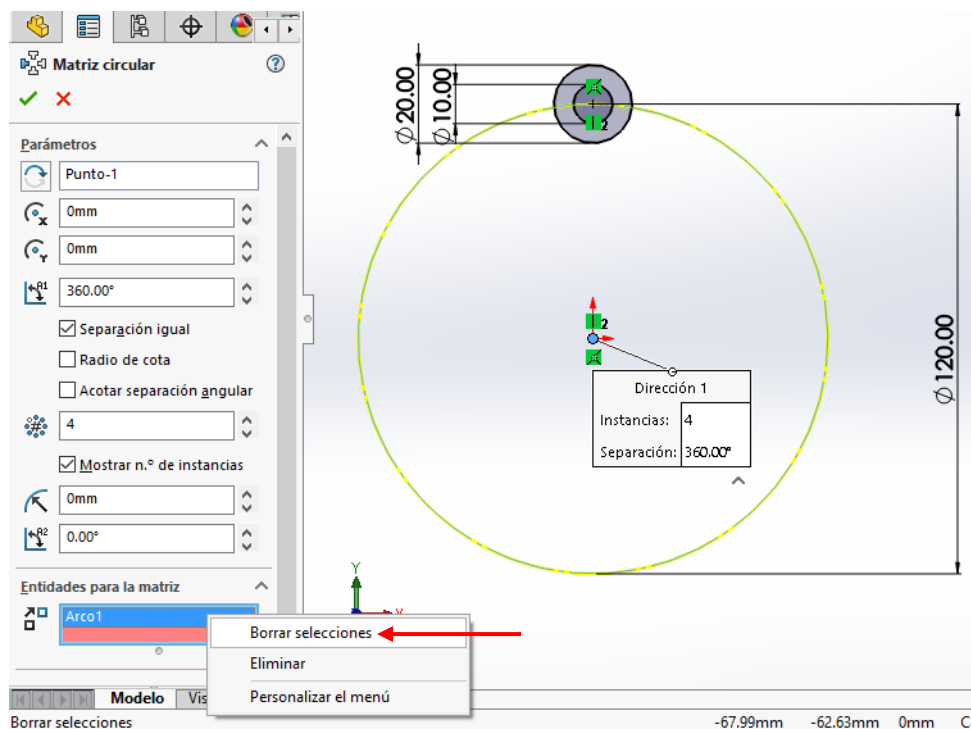 Matriz circular
Parámetros
Punto-1
0mm
0mm
360.00°
Separación igual
Radio de cota
Acotar separación angular
4
Mostrar n.º de instancias
0mm
0.00°
Entidades para la matriz
Arco1
Borrar selecciones
Eliminar
Personalizar el menú
Modelo
Vis
Borrar selecciones
-67.99mm
-62.63mm
0mm
C
∅ 20.00
∅ 10.00
2
2
∅ 120.00
Dirección 1
Instancias: 4
Separación: 360.00°
Y
X